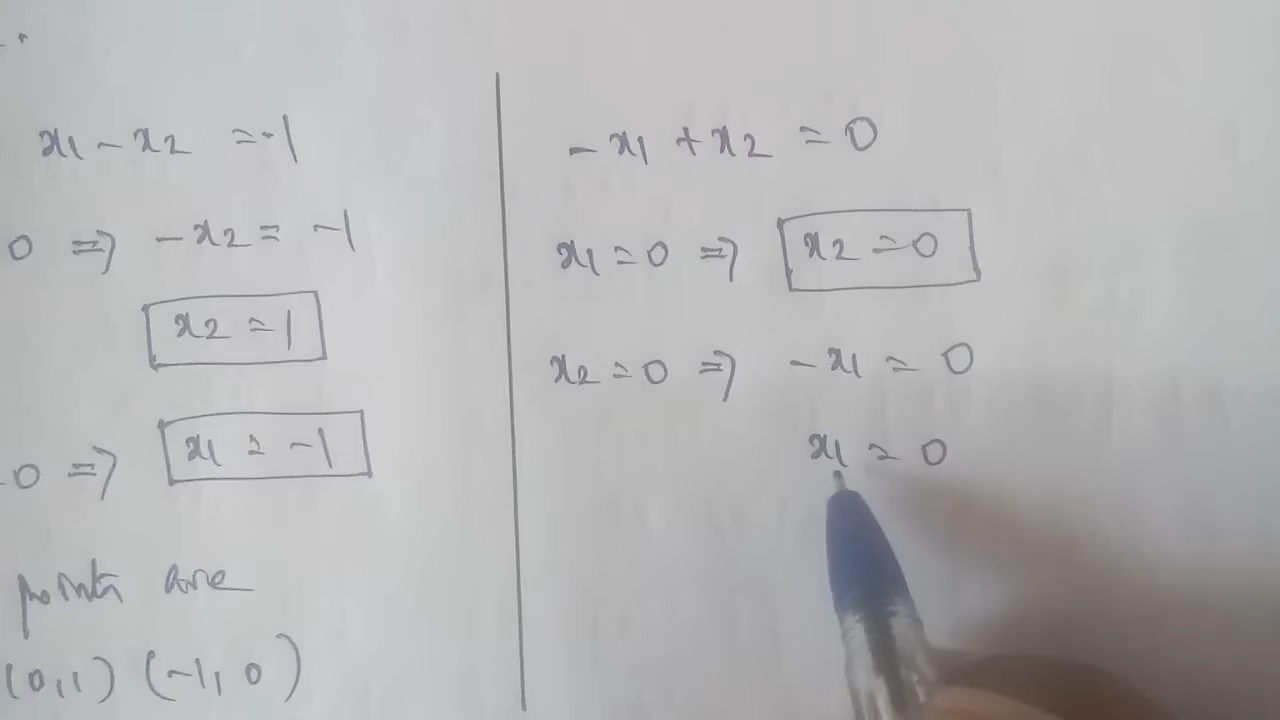 x1 - x2 = -1
0 => -x2 = -1
x2 = 1
0 => x1 = -1
points are
(0,1) (-1, 0)
-x1 + x2 = 0
x1 = 0 => x2 = 0
x2 = 0 => -x1 = 0
x1 = 0